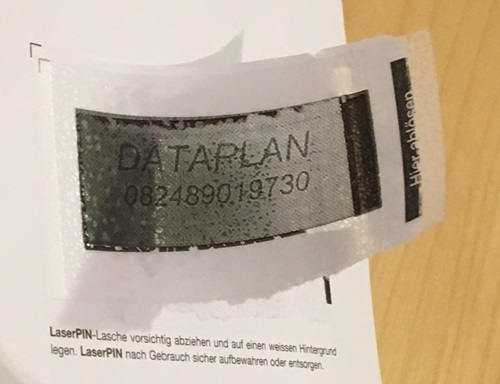 DATAPLAN
082489019730
Hier ablösen
LaserPIN-Lasche vorsichtig abziehen und auf einen weissen Hintergrund
legen. LaserPIN nach Gebrauch sicher aufbewahren oder entsorgen.